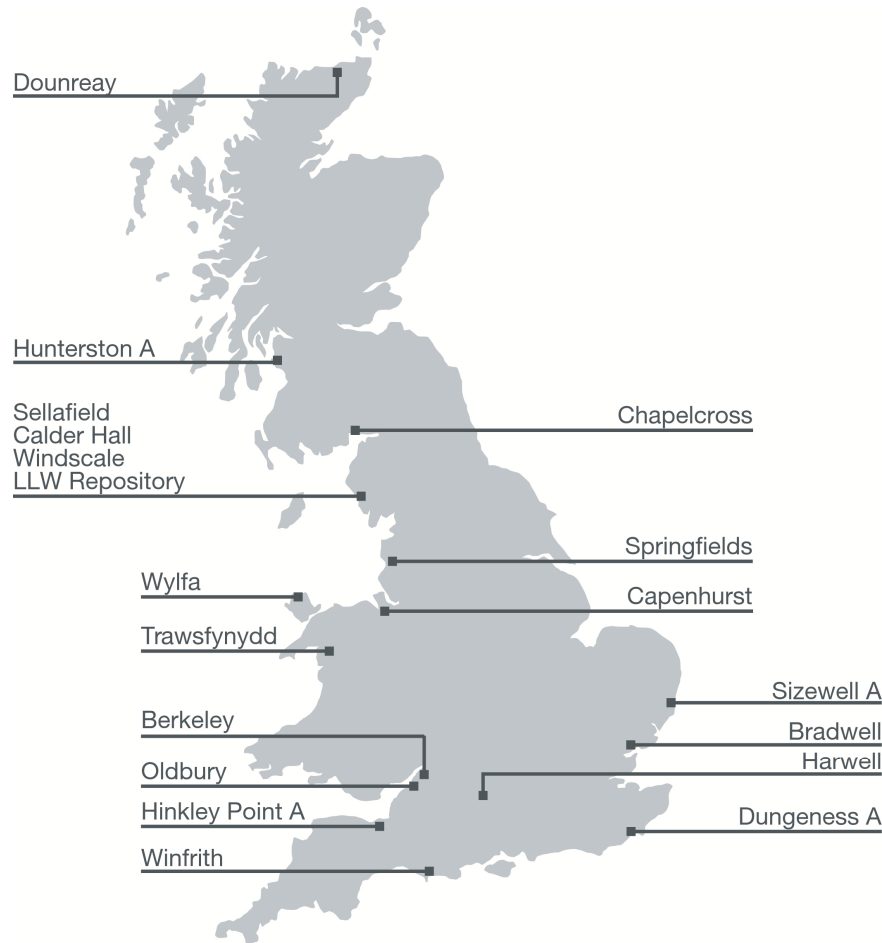 Dounreay
Hunterston A
Sellafield
Calder Hall
Windscale
LLW Repository
Chapelcross
Springfields
Wylfa
Capenhurst
Trawsfynydd
Sizewell A
Berkeley
Bradwell
Harwell
Oldbury
Hinkley Point A
Dungeness A
Winfrith